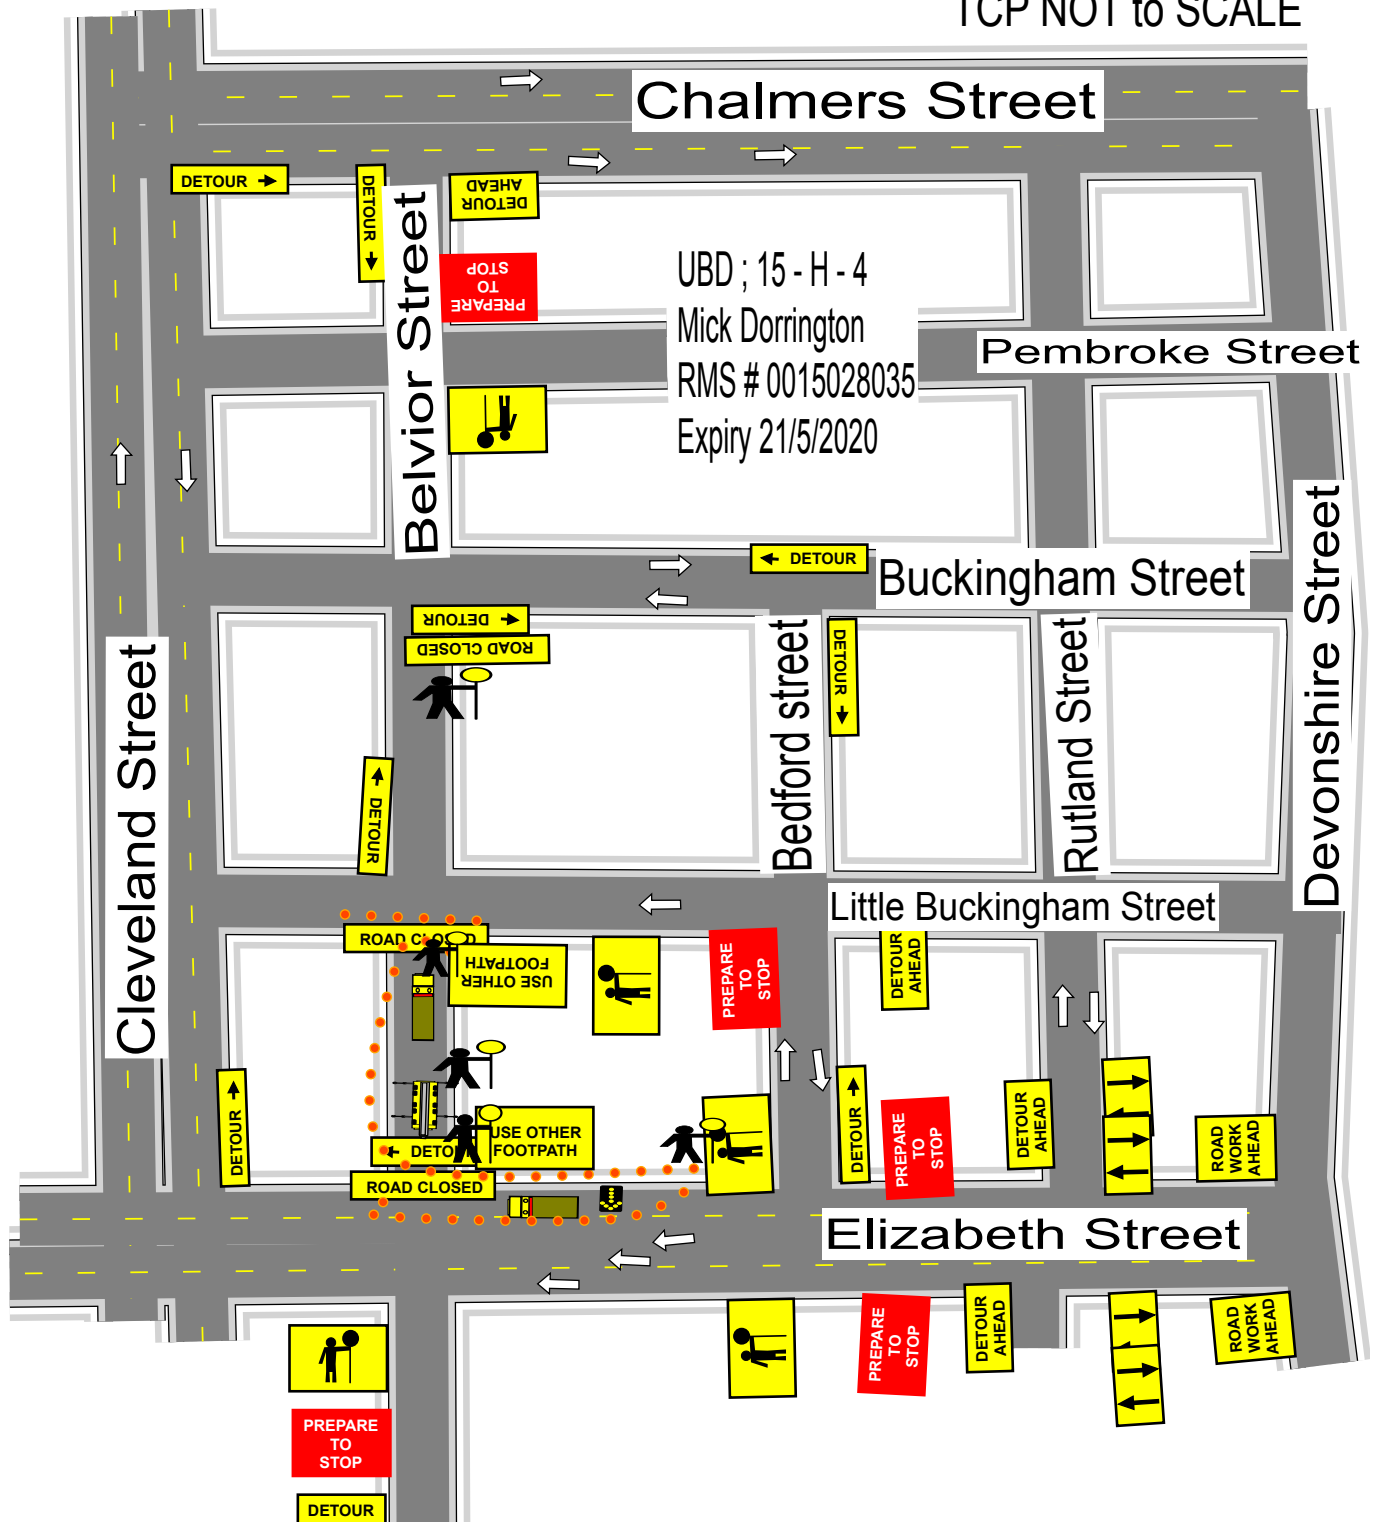 TCP NOT to SCALE
Chalmers Street
DETOUR
DETOUR
DETOUR
AHEAD
PREPARE
TO
STOP
Belvior Street
UBD ; 15 - H - 4
Mick Dorrington
RMS # 0015028035
Expiry 21/5/2020
Pembroke Street
Devonshire Street
DETOUR
Buckingham Street
DETOUR
ROAD CLOSED
Bedford street
DETOUR
Rutland Street
Cleveland Street
DETOUR
Little Buckingham Street
ROAD CLOSED
USE OTHER
FOOTPATH
PREPARE
TO
STOP
DETOUR
AHEAD
DETOUR
DETOUR
PREPARE
TO
STOP
DETOUR
AHEAD
ROAD
WORK
AHEAD
USE OTHER
FOOTPATH
DETOUR
ROAD CLOSED
Elizabeth Street
PREPARE
TO
STOP
DETOUR
AHEAD
ROAD
WORK
AHEAD
PREPARE
TO
STOP
DETOUR